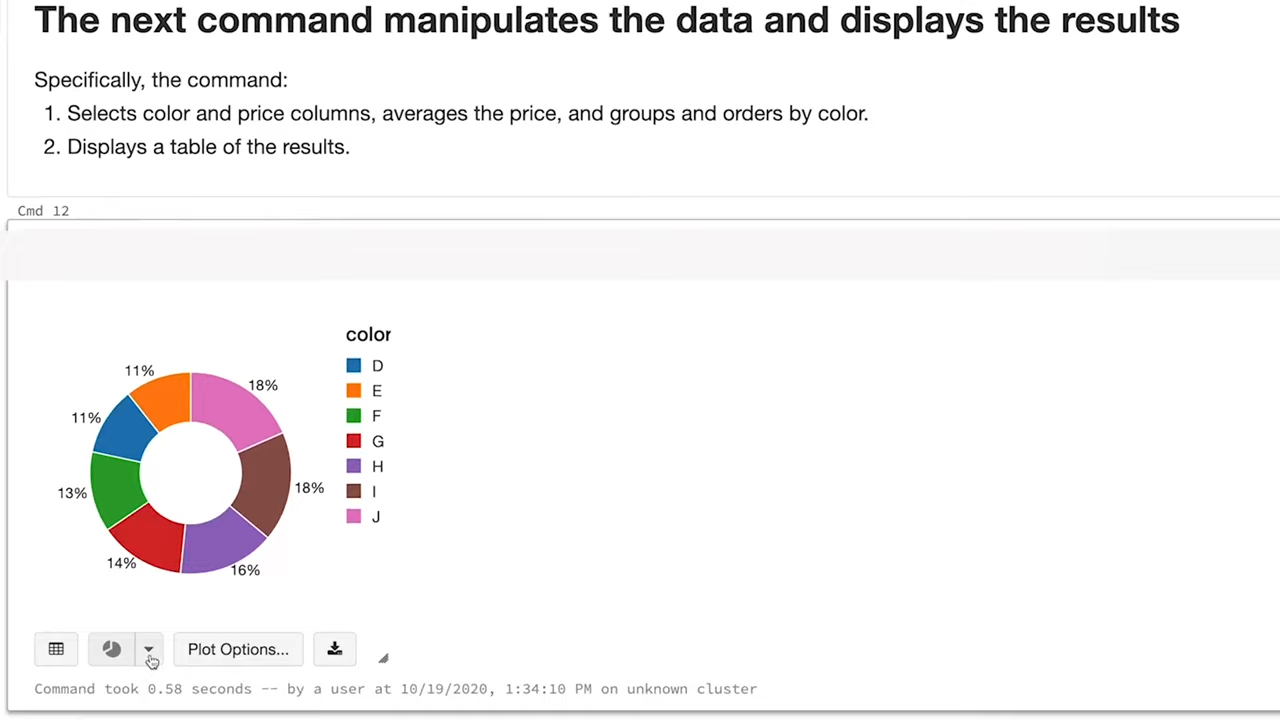 The next command manipulates the data and displays the results
Specifically, the command:
1. Selects color and price columns, averages the price, and groups and orders by color.
2. Displays a table of the results.
Cmd 12
color
D
E
F
G
H
I
J
11%
18%
11%
18%
13%
14%
16%
Plot Options...
Command took 0.58 seconds -- by a user at 10/19/2020, 1:34:10 PM on unknown cluster